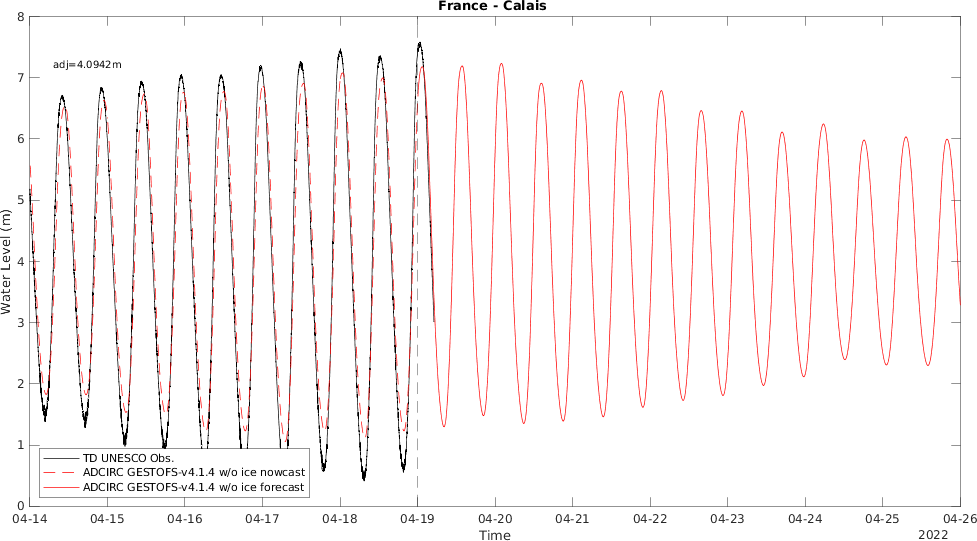 France - Calais
8
7
6
5
4
3
2
1
0
Water Level (m)
adj=4.0942m
TD UNESCO Obs.
ADCIRC GESTOFS-v4.1.4 w/o ice nowcast
ADCIRC GESTOFS-v4.1.4 w/o ice forecast
04-14 04-15 04-16 04-17 04-18 04-19 04-20 04-21 04-22 04-23 04-24 04-25 04-26
Time
2022